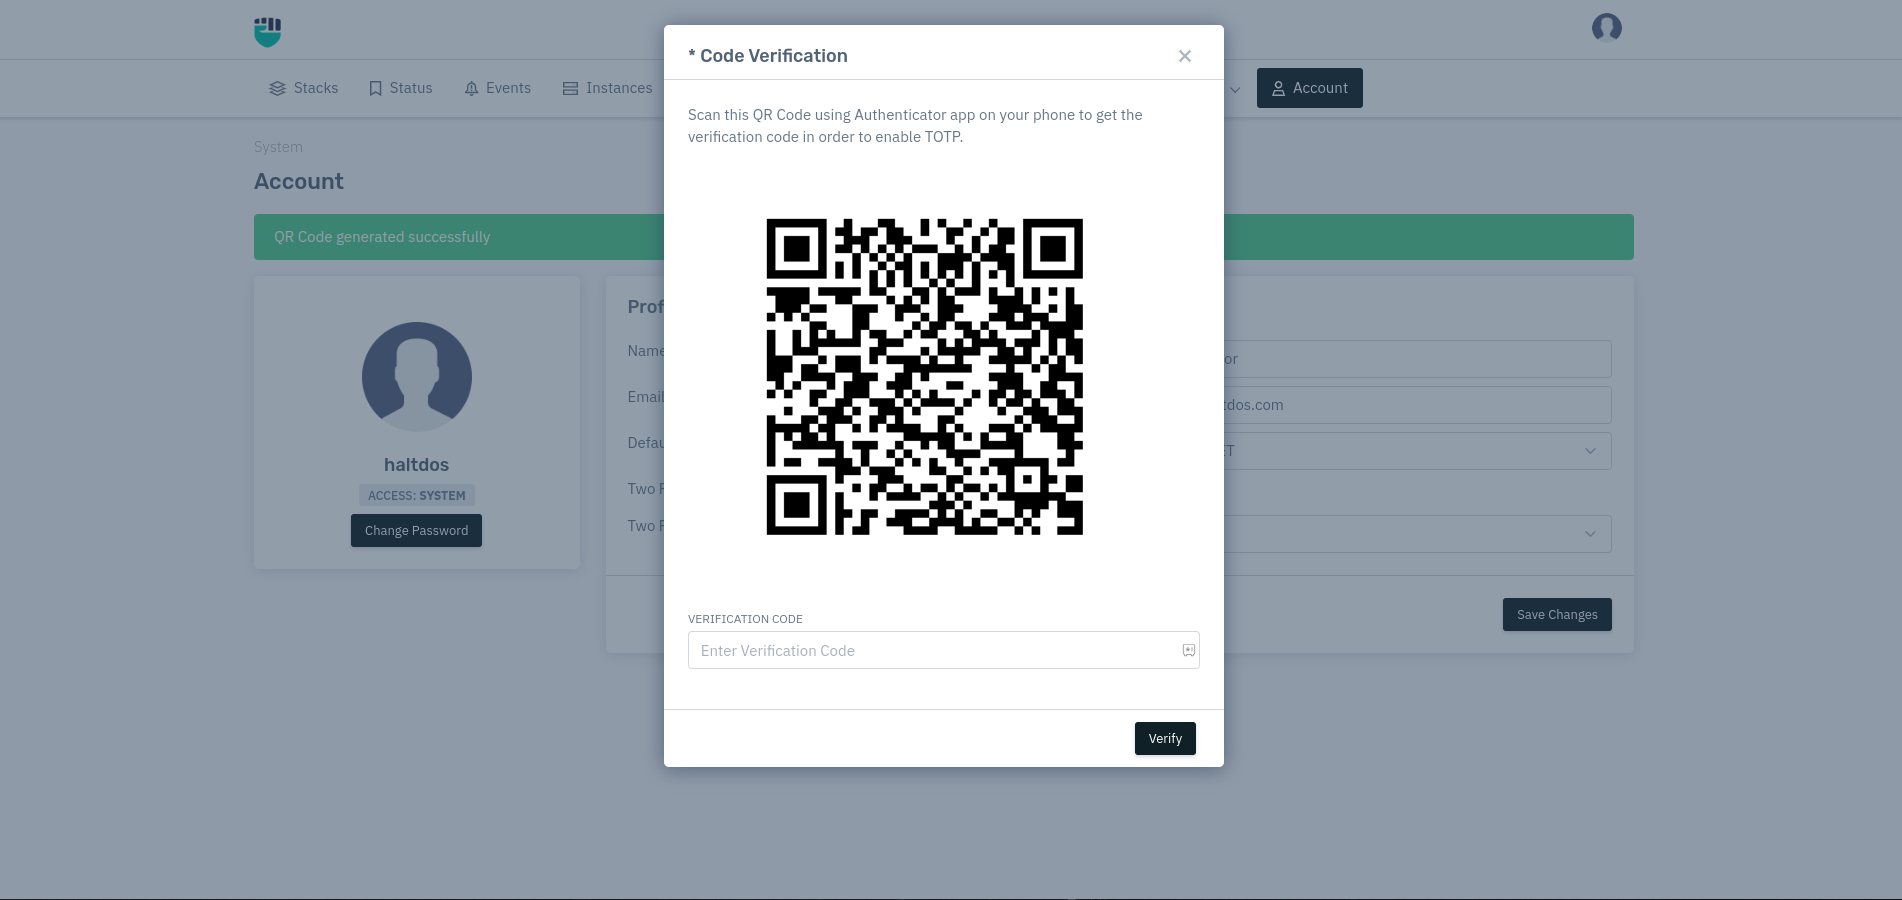 * Code Verification
Stacks
Status
Events
Instances
Account
Scan this QR Code using Authenticator app on your phone to get the
verification code in order to enable TOTP.
System
Account
QR Code generated successfully
haltdos
ACCESS: SYSTEM
Change Password
Prof
Name
Email
Defau
Two F
Two F
or
tdos.com
ET
Save Changes
VERIFICATION CODE
Enter Verification Code
Verify